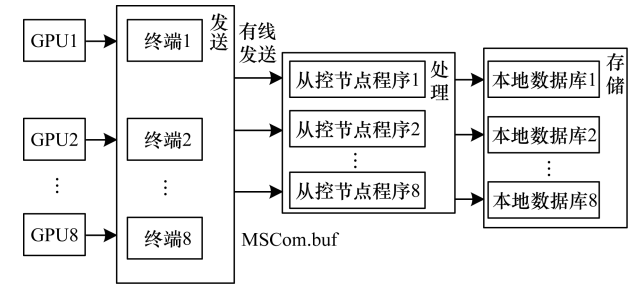 GPU1
终端1
发送
有线
发送
从控节点程序1
处理
本地数据库1
存储
GPU2
终端2
从控节点程序2
本地数据库2
⋮
⋮
⋮
⋮
从控节点程序8
本地数据库8
GPU8
终端8
MSCom.buf